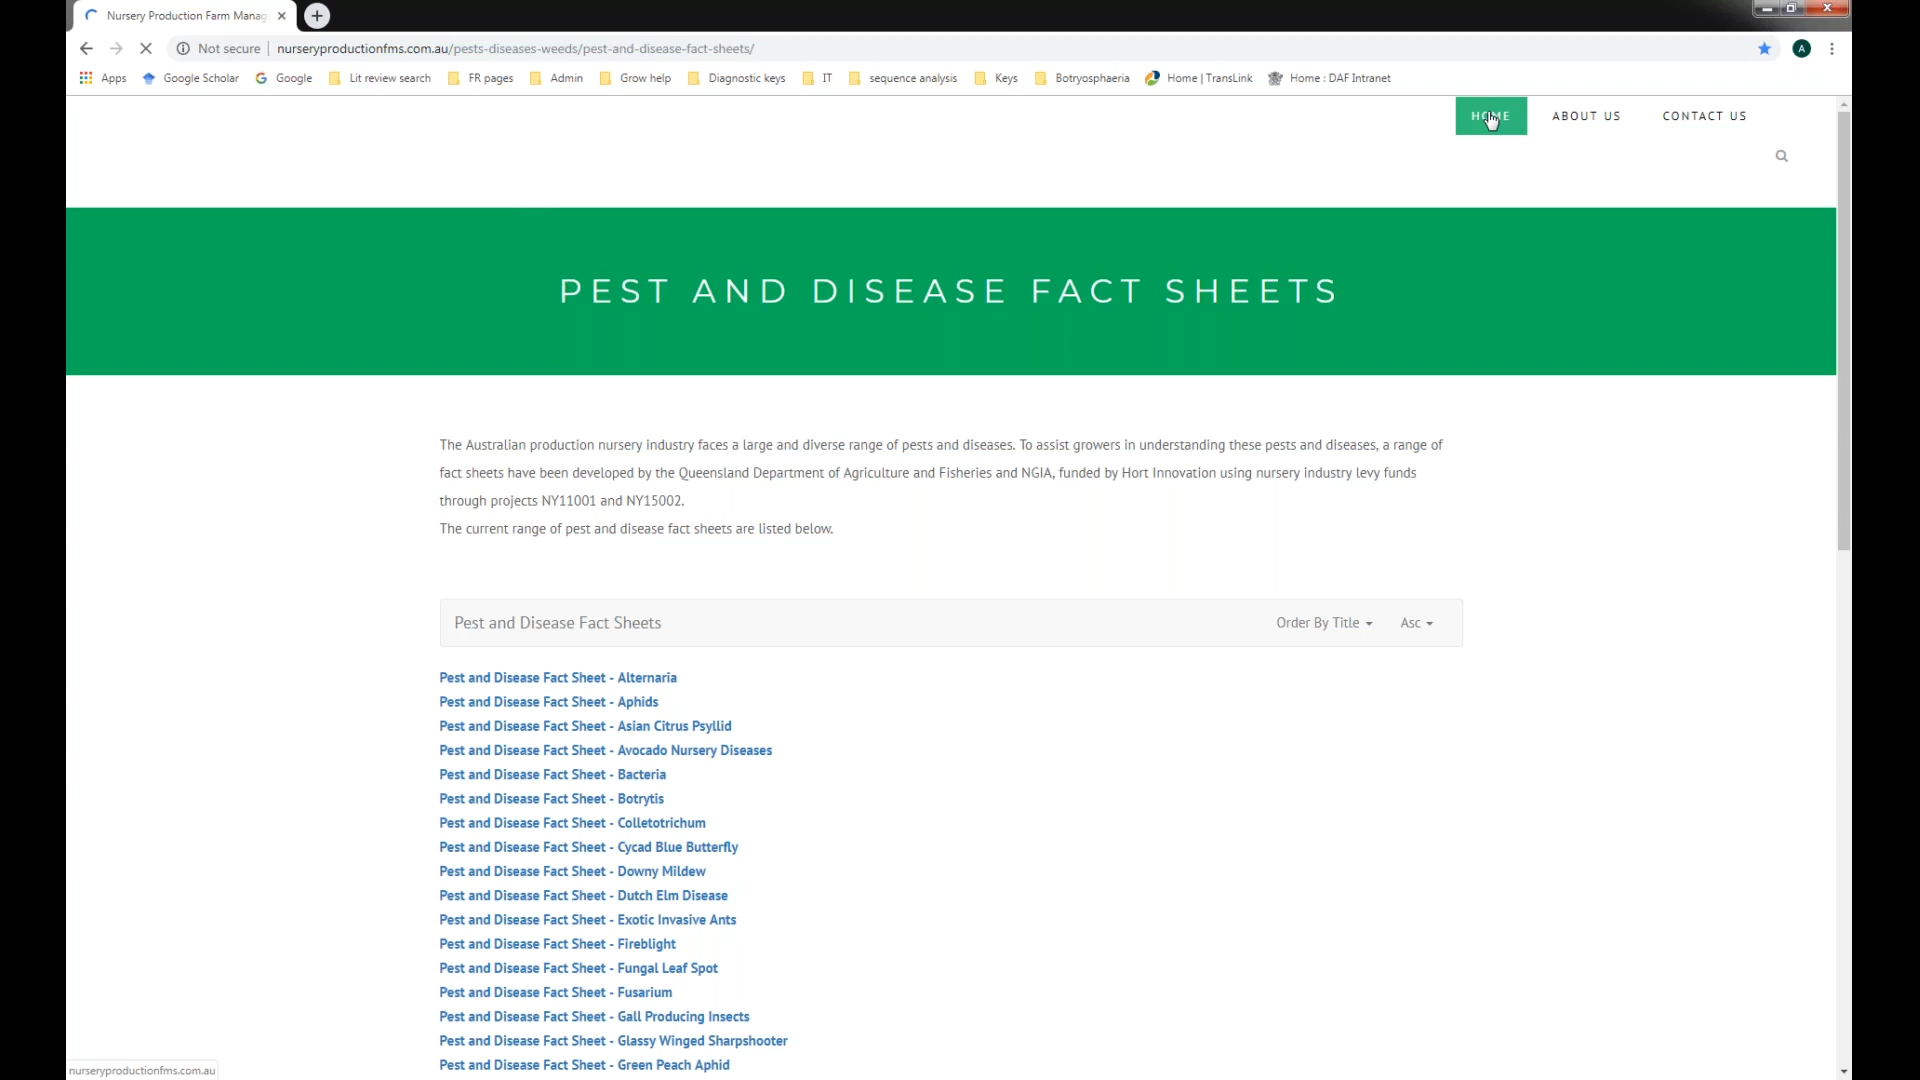 Nursery Production Farm Manag
Not secure | nurseryproductionfms.com.au/pests-diseases-weeds/pest-and-disease-fact-sheets/
A
Apps Google Scholar Google Lit review search FR pages Admin Grow help Diagnostic keys IT sequence analysis Keys Botryosphaeria Home | TransLink Home : DAF Intranet
HOME ABOUT US CONTACT US
PEST AND DISEASE FACT SHEETS
The Australian production nursery industry faces a large and diverse range of pests and diseases. To assist growers in understanding these pests and diseases, a range of
fact sheets have been developed by the Queensland Department of Agriculture and Fisheries and NGIA, funded by Hort Innovation using nursery industry levy funds
through projects NY11001 and NY15002.
The current range of pest and disease fact sheets are listed below.
Pest and Disease Fact Sheets Order By Title Asc
Pest and Disease Fact Sheet - Alternaria
Pest and Disease Fact Sheet - Aphids
Pest and Disease Fact Sheet - Asian Citrus Psyllid
Pest and Disease Fact Sheet - Avocado Nursery Diseases
Pest and Disease Fact Sheet - Bacteria
Pest and Disease Fact Sheet - Botrytis
Pest and Disease Fact Sheet - Colletotrichum
Pest and Disease Fact Sheet - Cycad Blue Butterfly
Pest and Disease Fact Sheet - Downy Mildew
Pest and Disease Fact Sheet - Dutch Elm Disease
Pest and Disease Fact Sheet - Exotic Invasive Ants
Pest and Disease Fact Sheet - Fireblight
Pest and Disease Fact Sheet - Fungal Leaf Spot
Pest and Disease Fact Sheet - Fusarium
Pest and Disease Fact Sheet - Gall Producing Insects
Pest and Disease Fact Sheet - Glassy Winged Sharpshooter
Pest and Disease Fact Sheet - Green Peach Aphid
nurseryproductionfms.com.au